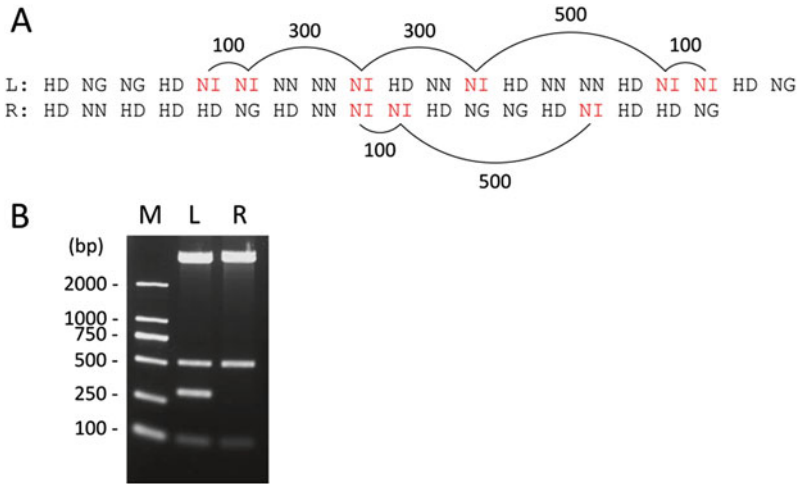 A
100 300 300 500 100
L: HD NG NG HD NI NI NN NN NI HD NN NI HD NN NN HD NI NI HD NG
R: HD NN HD HD HD NG HD NN NI NI HD NG NG HD NI HD HD NG
100
500
B
M L R
(bp)
2000 -
1000 -
750 -
500 -
250 -
100 -